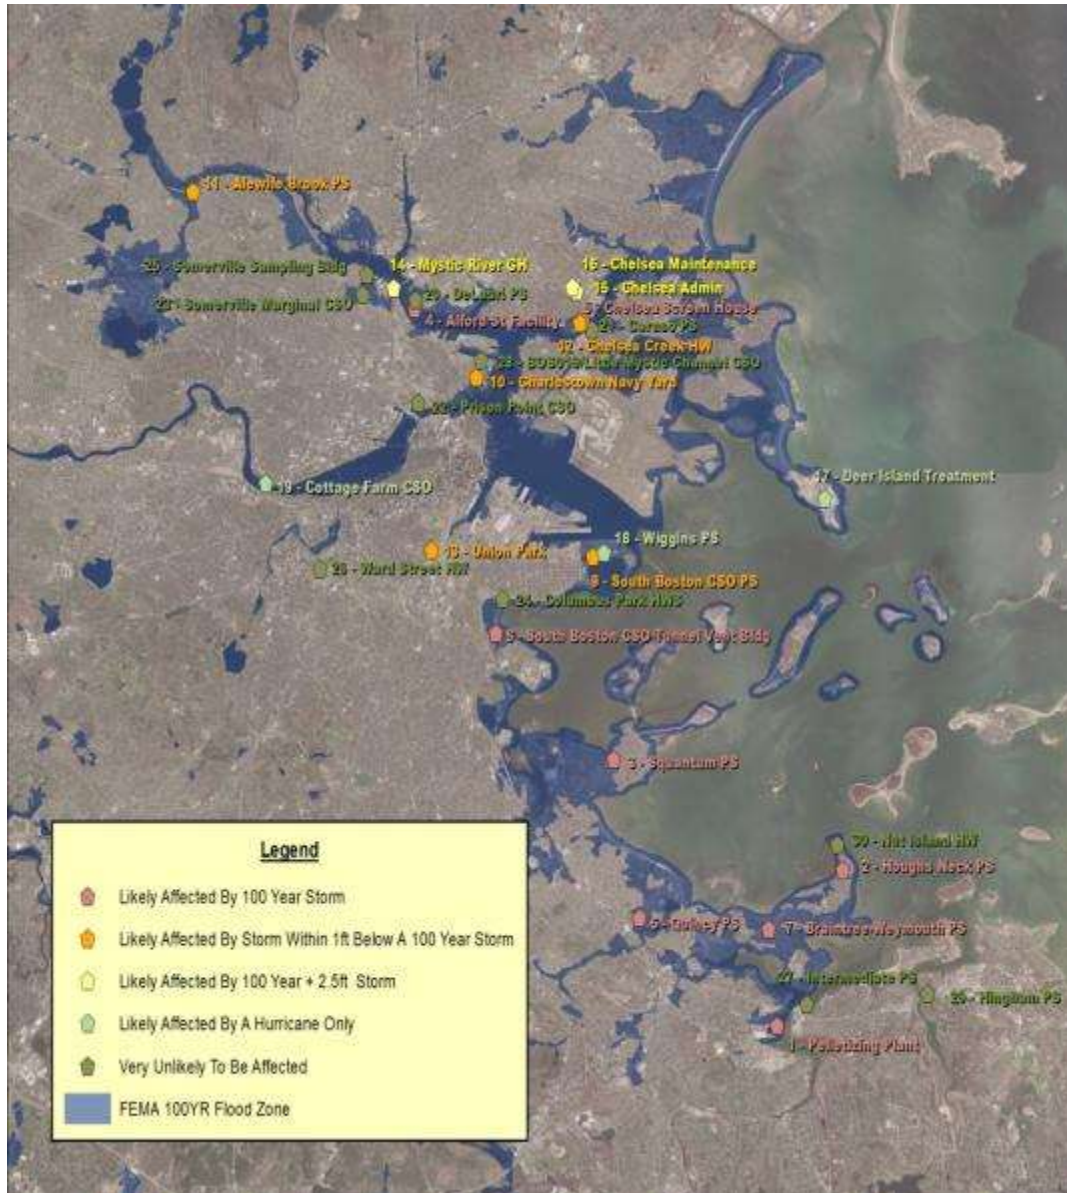 11 - Alewife Brook PS
25 - Somerville Sampling Bldg
14 - Mystic River GH
16 - Chelsea Maintenance
23 - Somerville Marginal CSO
20 - DeLauri PS
15 - Chelsea Admin
5 - Chelsea Screen House
4 - Alford St Facility
21 - Caruso PS
12 - Chelsea Creek HW
Little Mystic Channel CSO
10 - Charlestown Navy Yard
22 - Prison Point CSO
19 - Cottage Farm CSO
17 - Deer Island Treatment
18 - Wiggins PS
13 - Union Park
Ward Street HW
9 - South Boston CSO PS
24 - Columbus Park HWS
South Boston CSO Tunnel Vent Bldg
3 - Squantum PS
30 - Nut Island HW
2 - Houghs Neck PS
6 - Quincy PS
7 - Braintree-Weymouth PS
27 - Intermediate PS
Hingham PS
1 - Pelletizing Plant
Legend
Likely Affected By 100 Year Storm
Likely Affected By Storm Within 1ft Below A 100 Year Storm
Likely Affected By 100 Year + 2.5ft Storm
Likely Affected By A Hurricane Only
Very Unlikely To Be Affected
FEMA 100YR Flood Zone